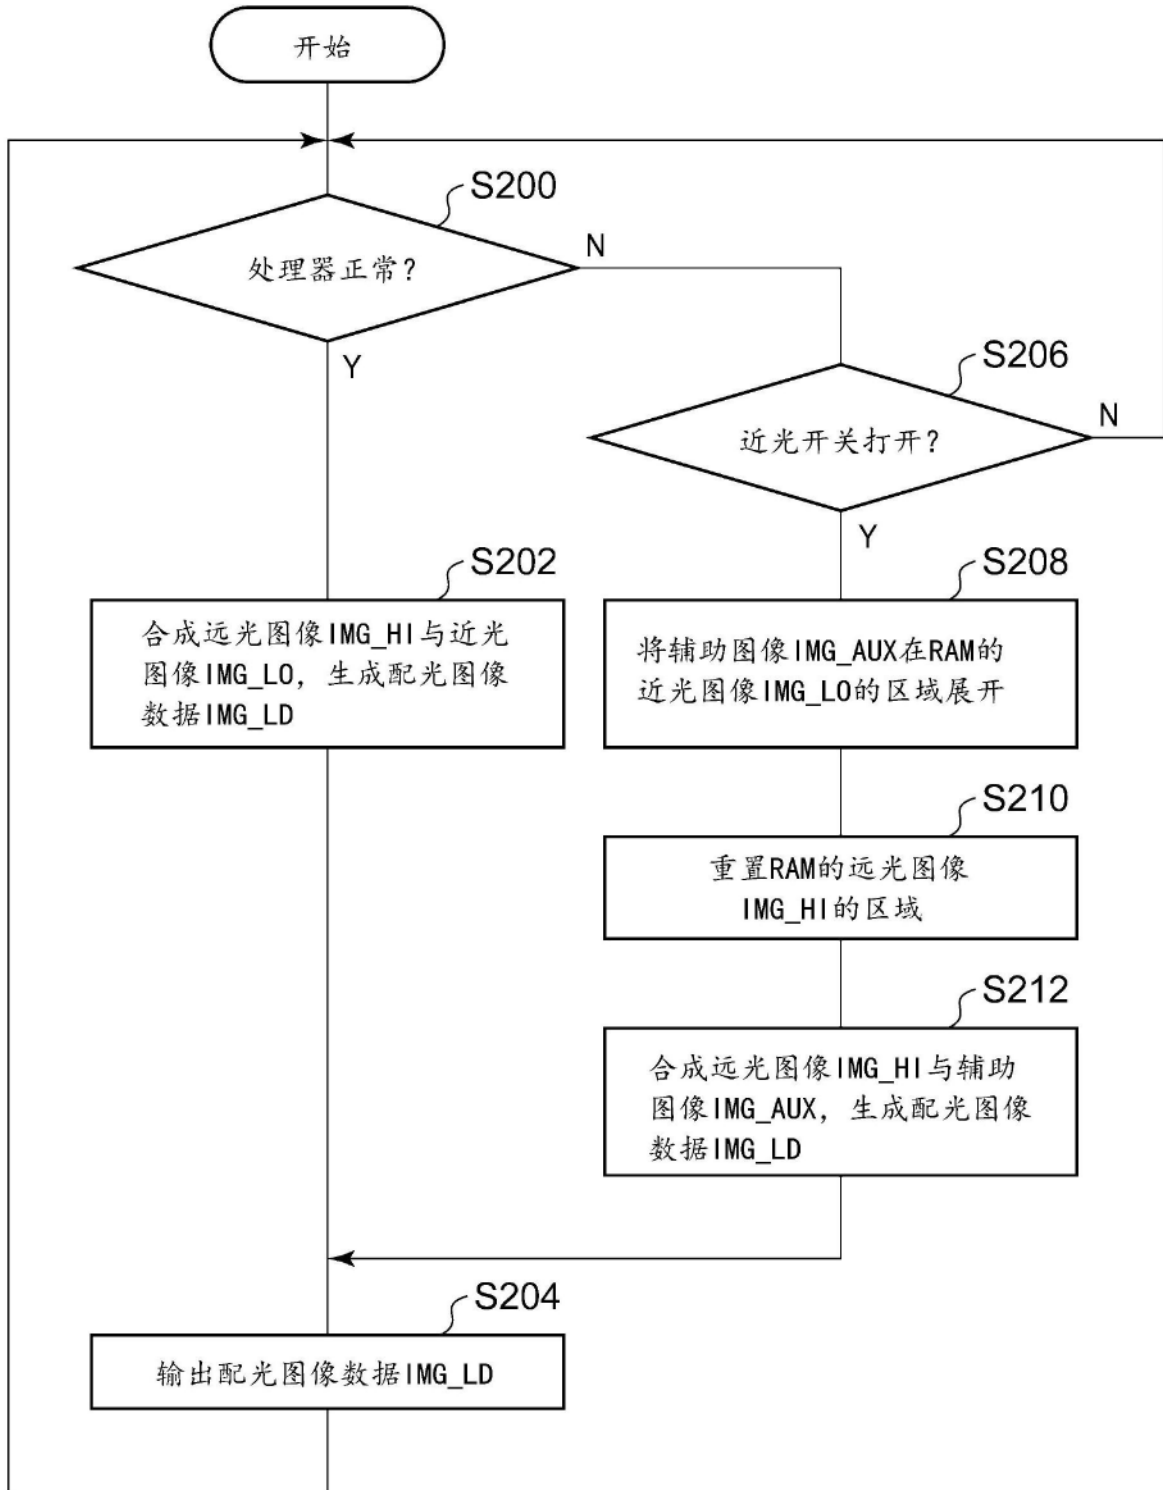 开始
S200
处理器正常?
N
Y
S206
近光开关打开?
N
Y
S202
合成远光图像IMG_HI与近光
图像IMG_LO, 生成配光图像
数据IMG_LD
S208
将辅助图像IMG_AUX在RAM的
近光图像IMG_LO的区域展开
S210
重置RAM的远光图像
IMG_HI的区域
S212
合成远光图像IMG_HI与辅助
图像IMG_AUX, 生成配光图像
数据IMG_LD
S204
输出配光图像数据IMG_LD